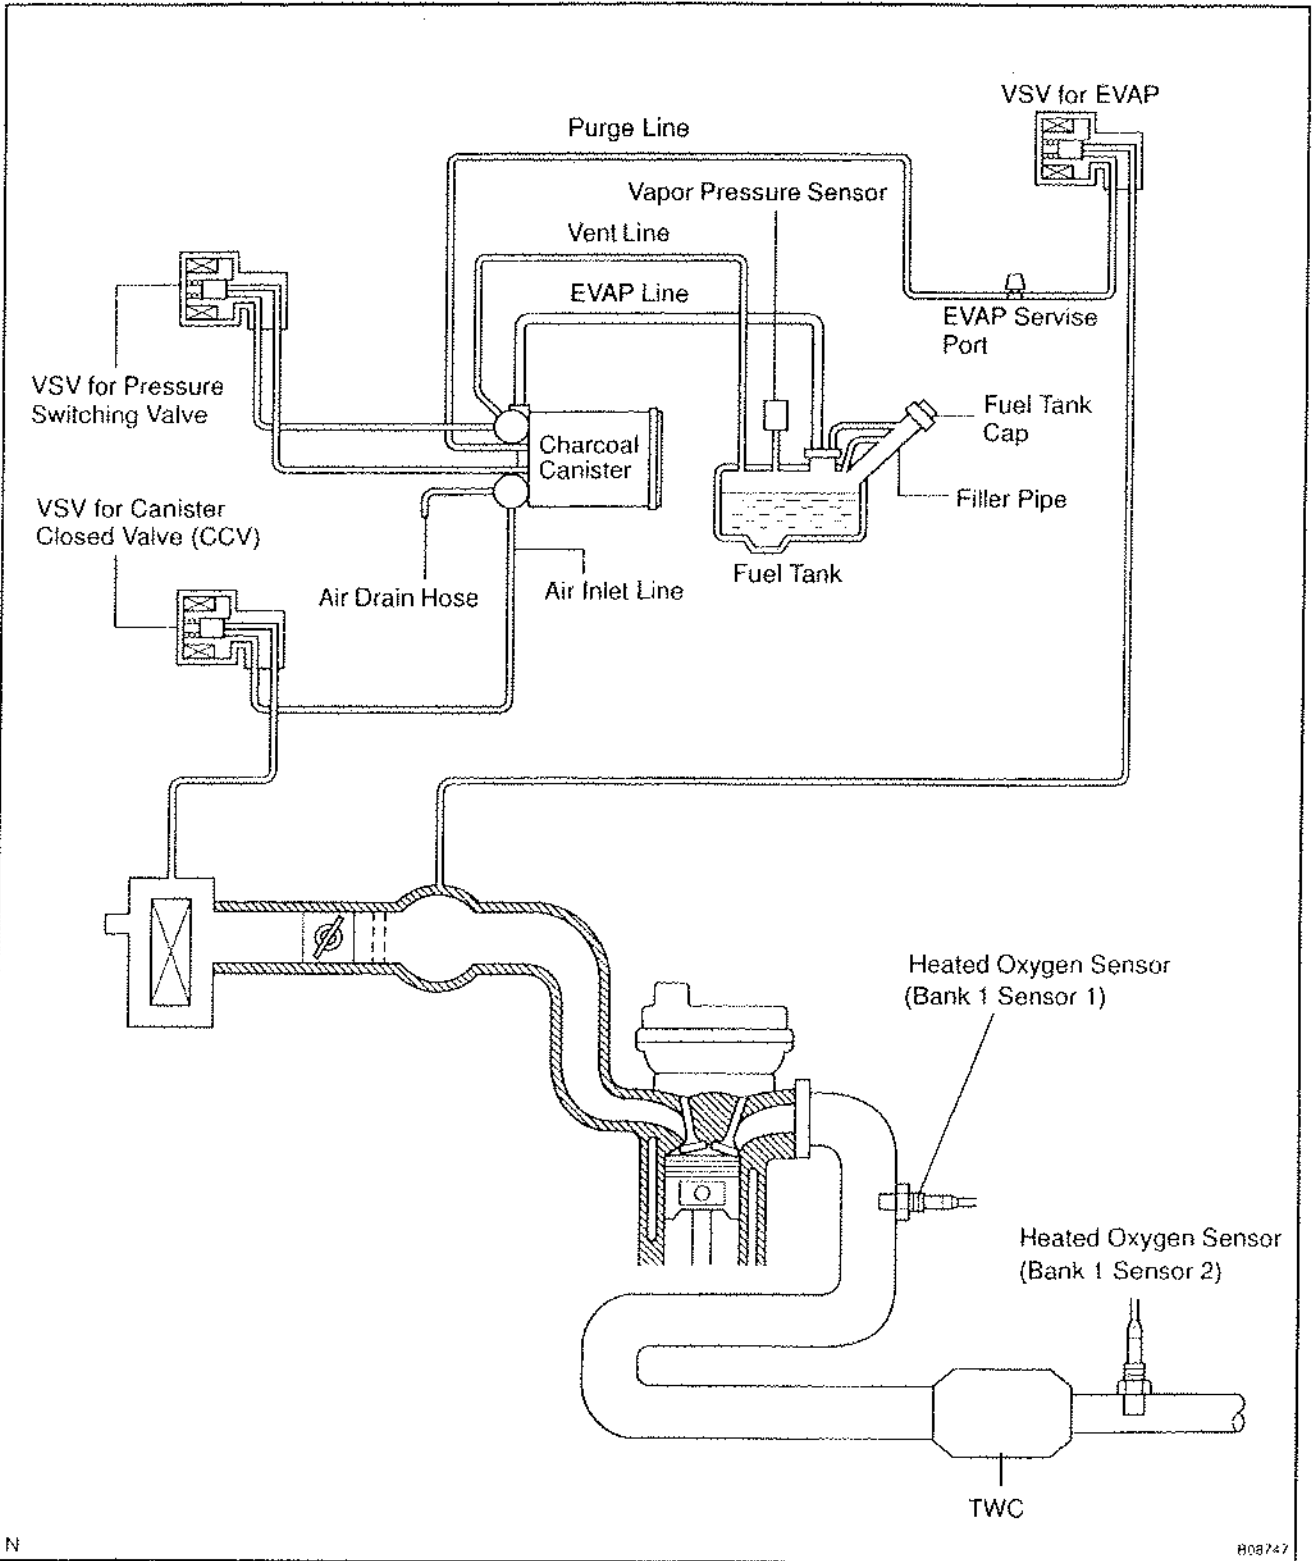 VSV for EVAP
Purge Line
Vapor Pressure Sensor
Vent Line
EVAP Line
EVAP Servise
Port
VSV for Pressure
Switching Valve
Fuel Tank
Cap
Charcoal
Canister
Filler Pipe
VSV for Canister
Closed Valve (CCV)
Fuel Tank
Air Drain Hose
Air Inlet Line
Heated Oxygen Sensor
(Bank 1 Sensor 1)
Heated Oxygen Sensor
(Bank 1 Sensor 2)
TWC
N
B08747